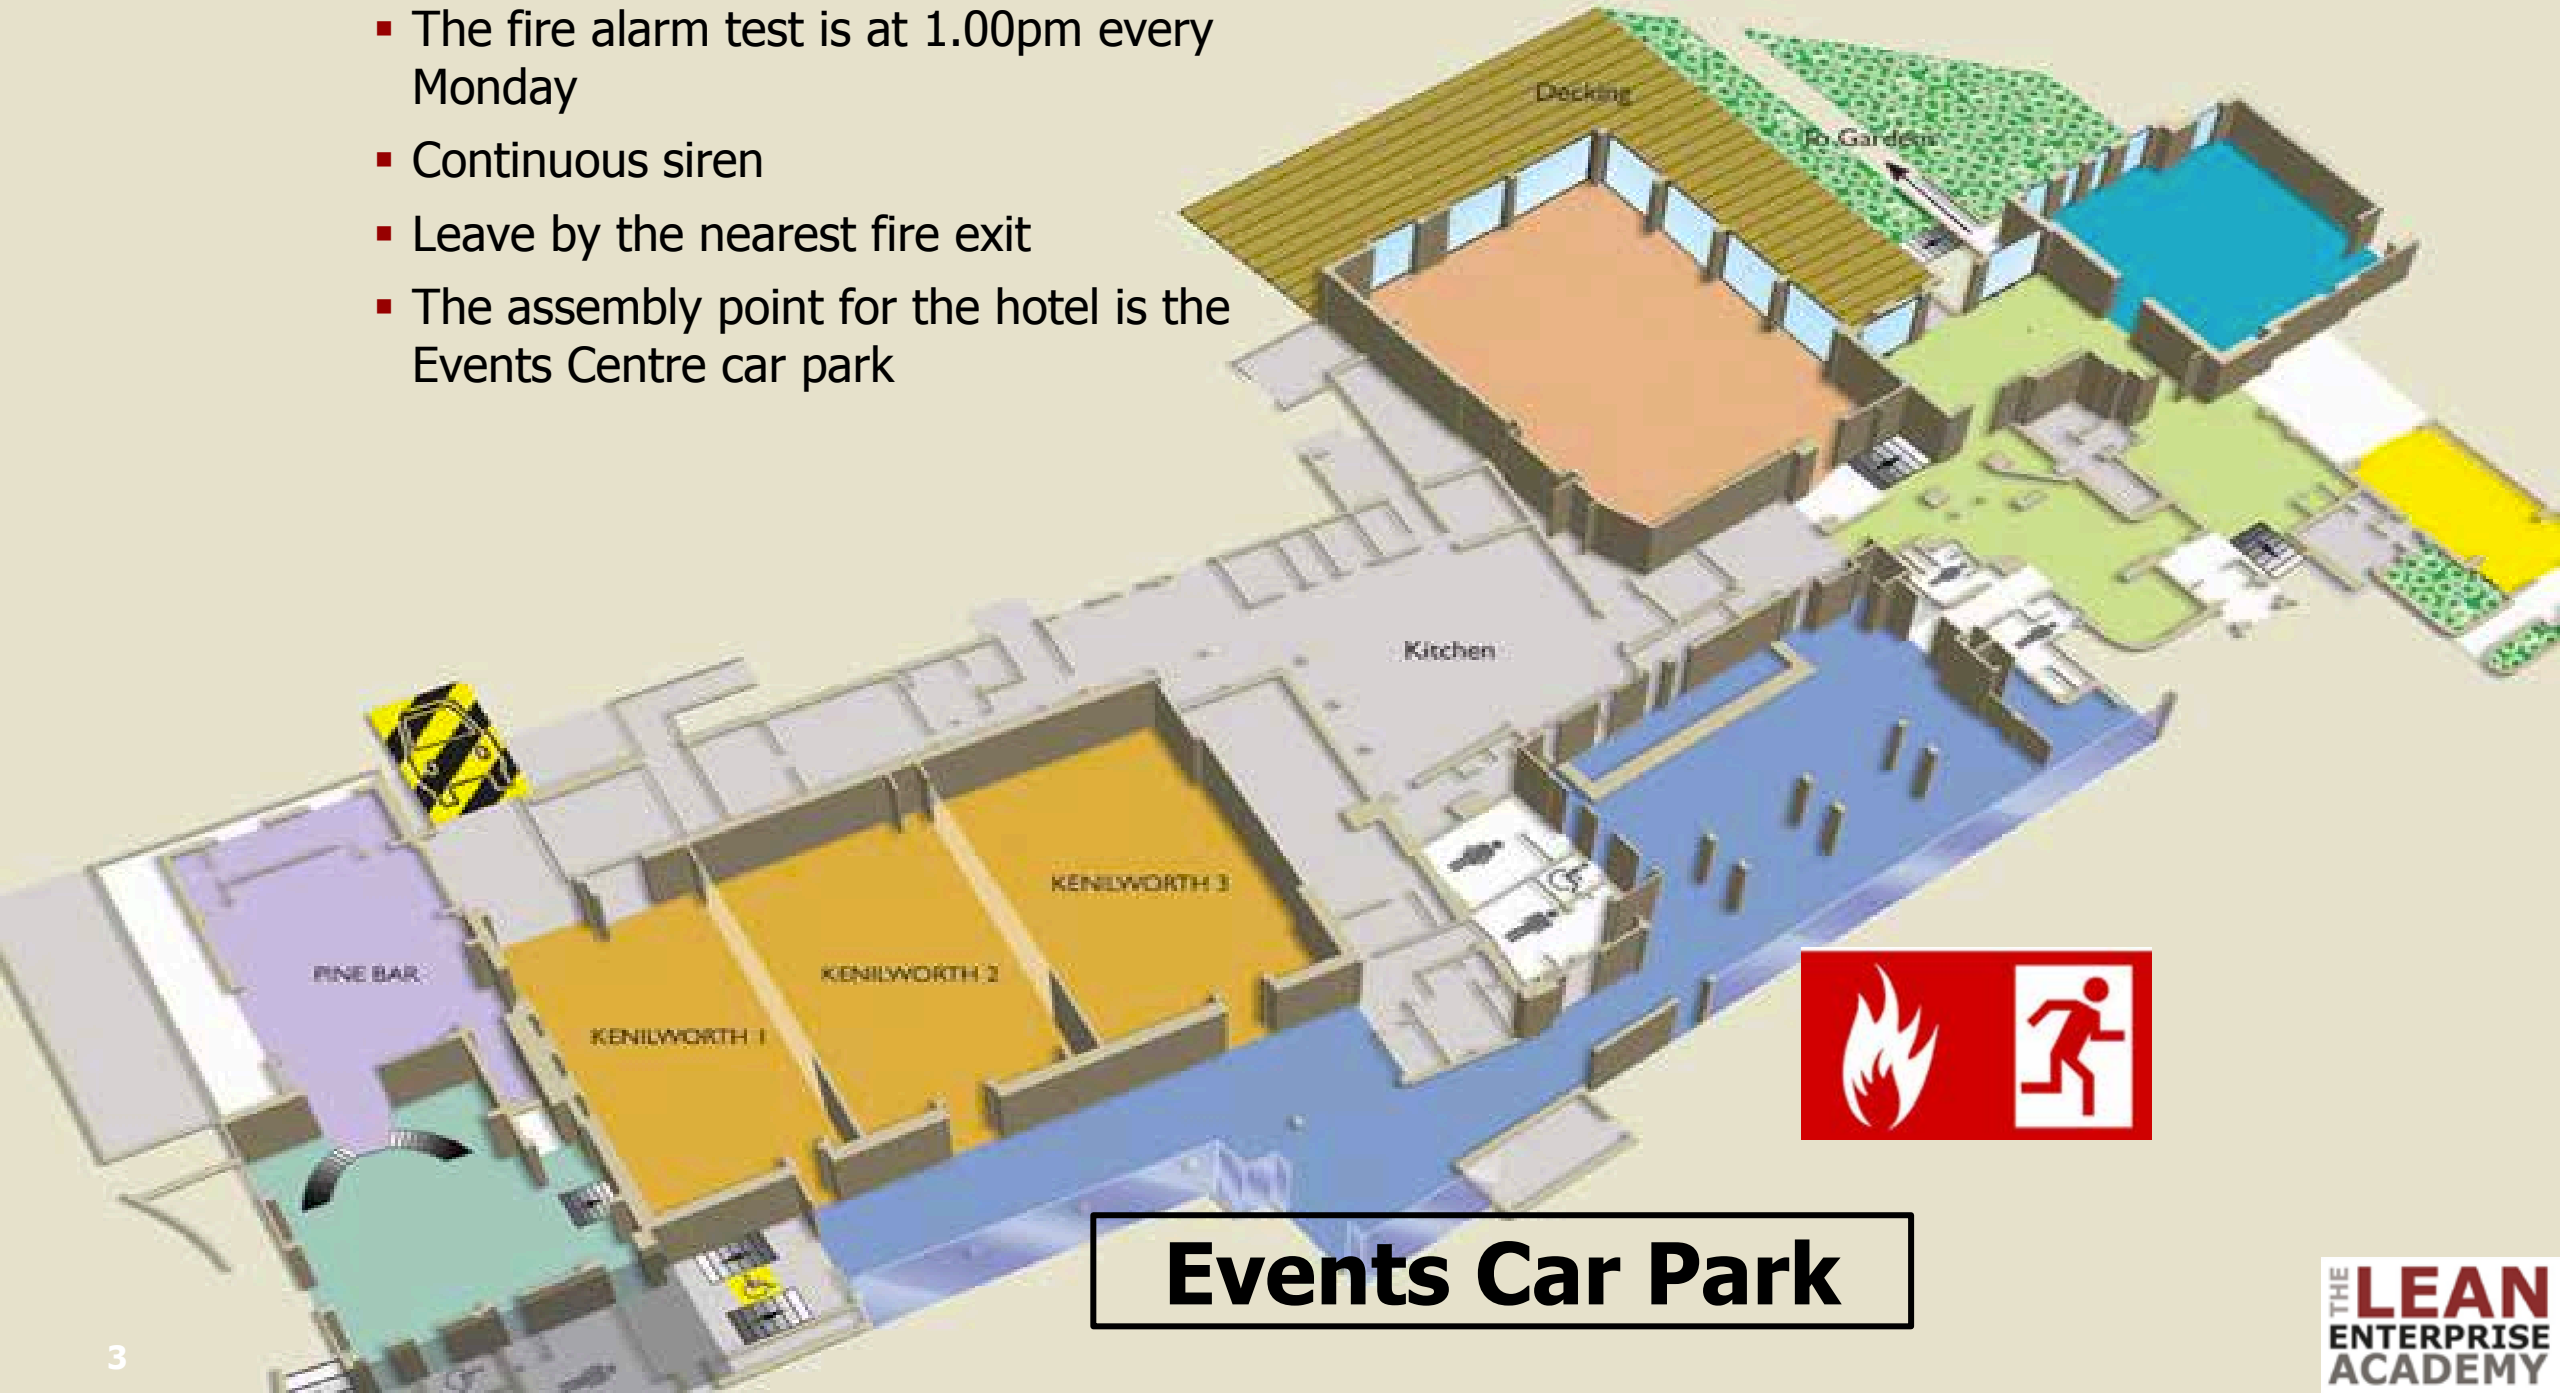 ▪ The fire alarm test is at 1.00pm every
Monday
▪ Continuous siren
▪ Leave by the nearest fire exit
▪ The assembly point for the hotel is the
Events Centre car park
Decking
To Gardens
Kitchen
KENILWORTH 3
PINE BAR
KENILWORTH 2
KENILWORTH 1
Events Car Park
3
THE
LEAN
ENTERPRISE
ACADEMY